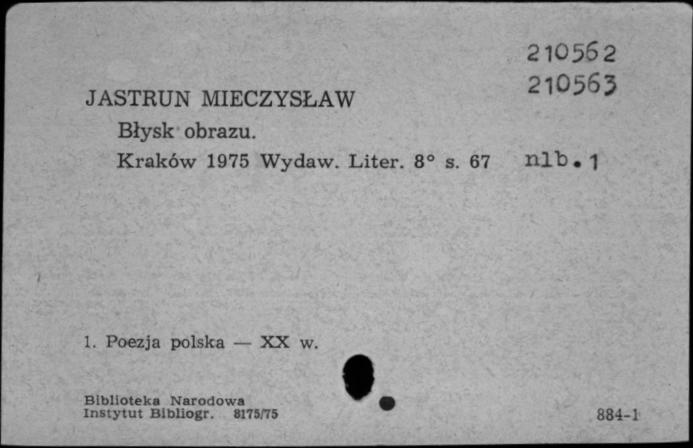 210562
210563
JASTRUN MIECZYSŁAW
Błysk obrazu.
Kraków 1975 Wydaw. Liter. 8° s. 67 nlb. 1
1. Poezja polska — XX w.
Biblioteka Narodowa
Instytut Bibliogr. 8175/75
884-1